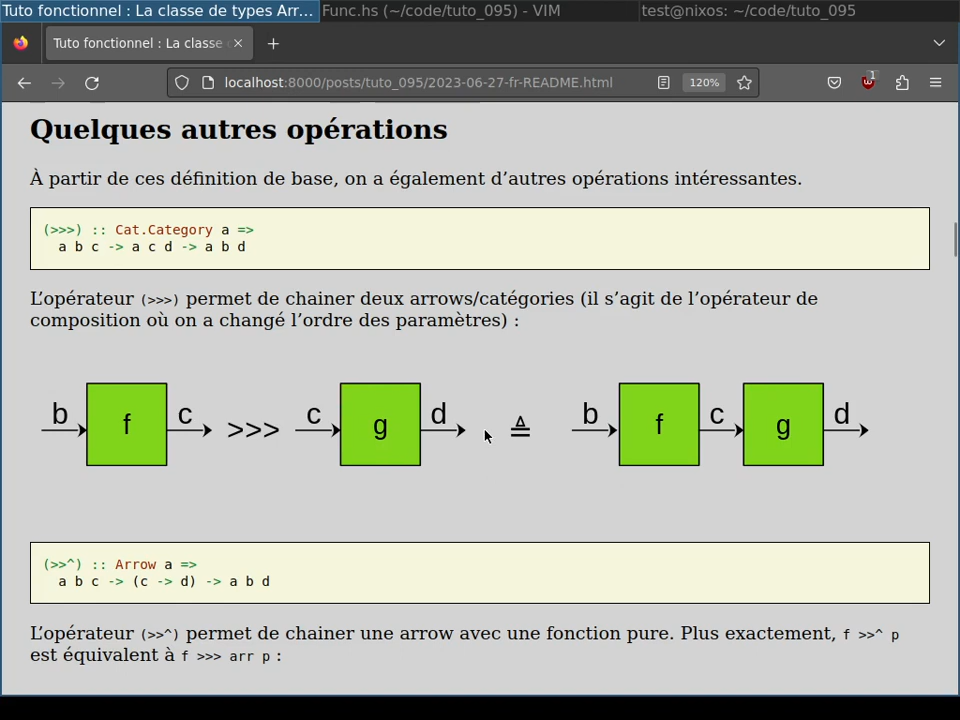 Tuto fonctionnel : La classe de types Arr... Func.hs (~/code/tuto_095) - VIM test@nixos: ~/code/tuto_095
Tuto fonctionnel : La classe
localhost:8000/posts/tuto_095/2023-06-27-fr-README.html 120% 1
Quelques autres opérations
À partir de ces définition de base, on a également d’autres opérations intéressantes.
(>>>) :: Cat.Category a =>
a b c -> a c d -> a b d
L’opérateur (>>>) permet de chainer deux arrows/catégories (il s’agit de l’opérateur de
composition où on a changé l’ordre des paramètres) :
b f c >>> c g d ≜ b f c g d
(>>^) :: Arrow a =>
a b c -> (c -> d) -> a b d
L’opérateur (>>^) permet de chainer une arrow avec une fonction pure. Plus exactement, f >>^ p
est équivalent à f >>> arr p :